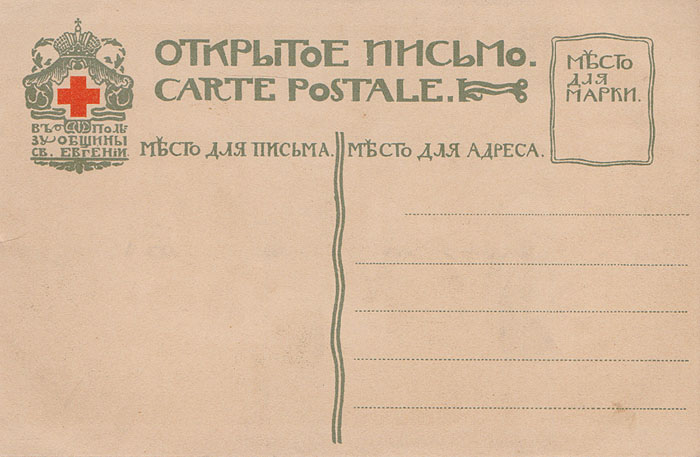 ОТКРЫТОЕ ПИСЬМО.
CARTE POSTALE.
МѢСТО
ДЛЯ
МАРКИ.
ВЪ ПОЛЬ
ЗУ ОБЩИНЫ
СВ. ЕВГЕНІИ.
МѢСТО ДЛЯ ПИСЬМА.
МѢСТО ДЛЯ АДРЕСА.